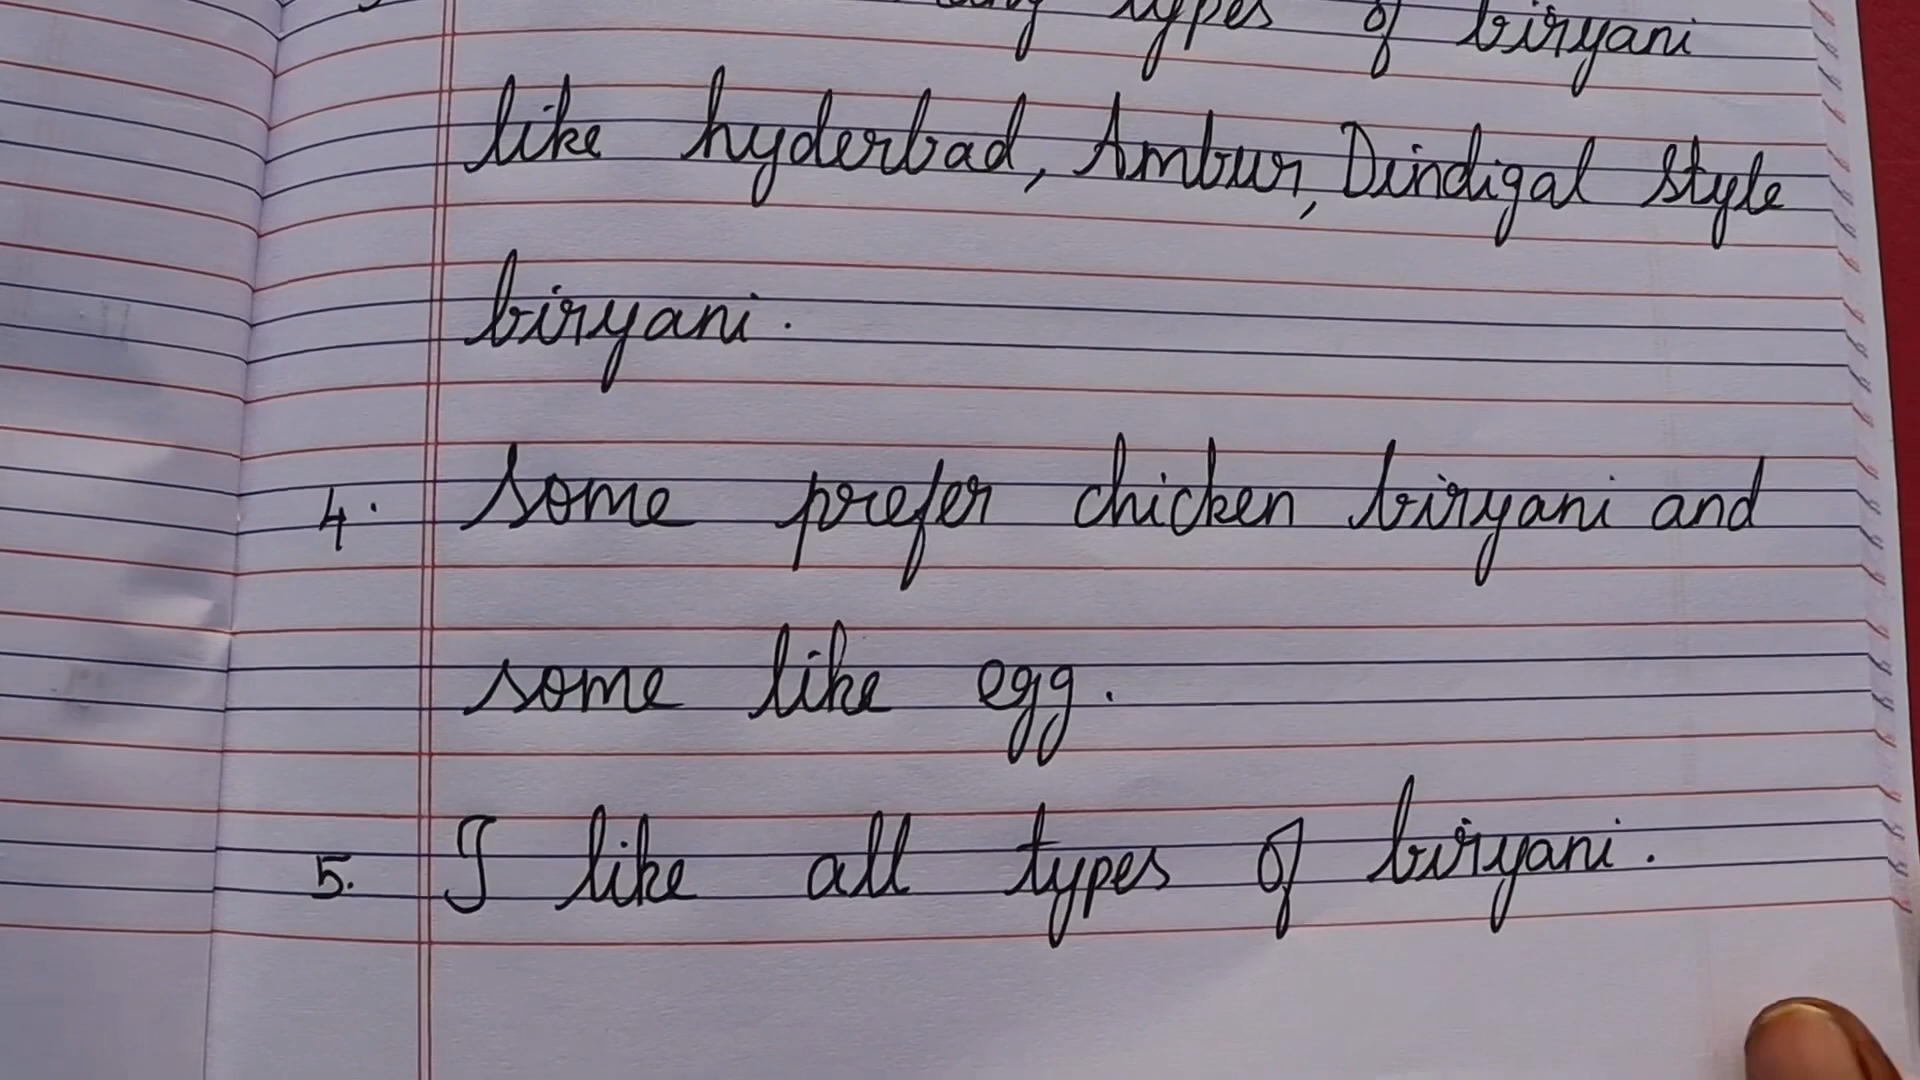 types of biryani
like hyderbad, Ambur, Dindigal style
biryani.
4. Some prefer chicken biryani and
some like egg.
5. I like all types of biryani.